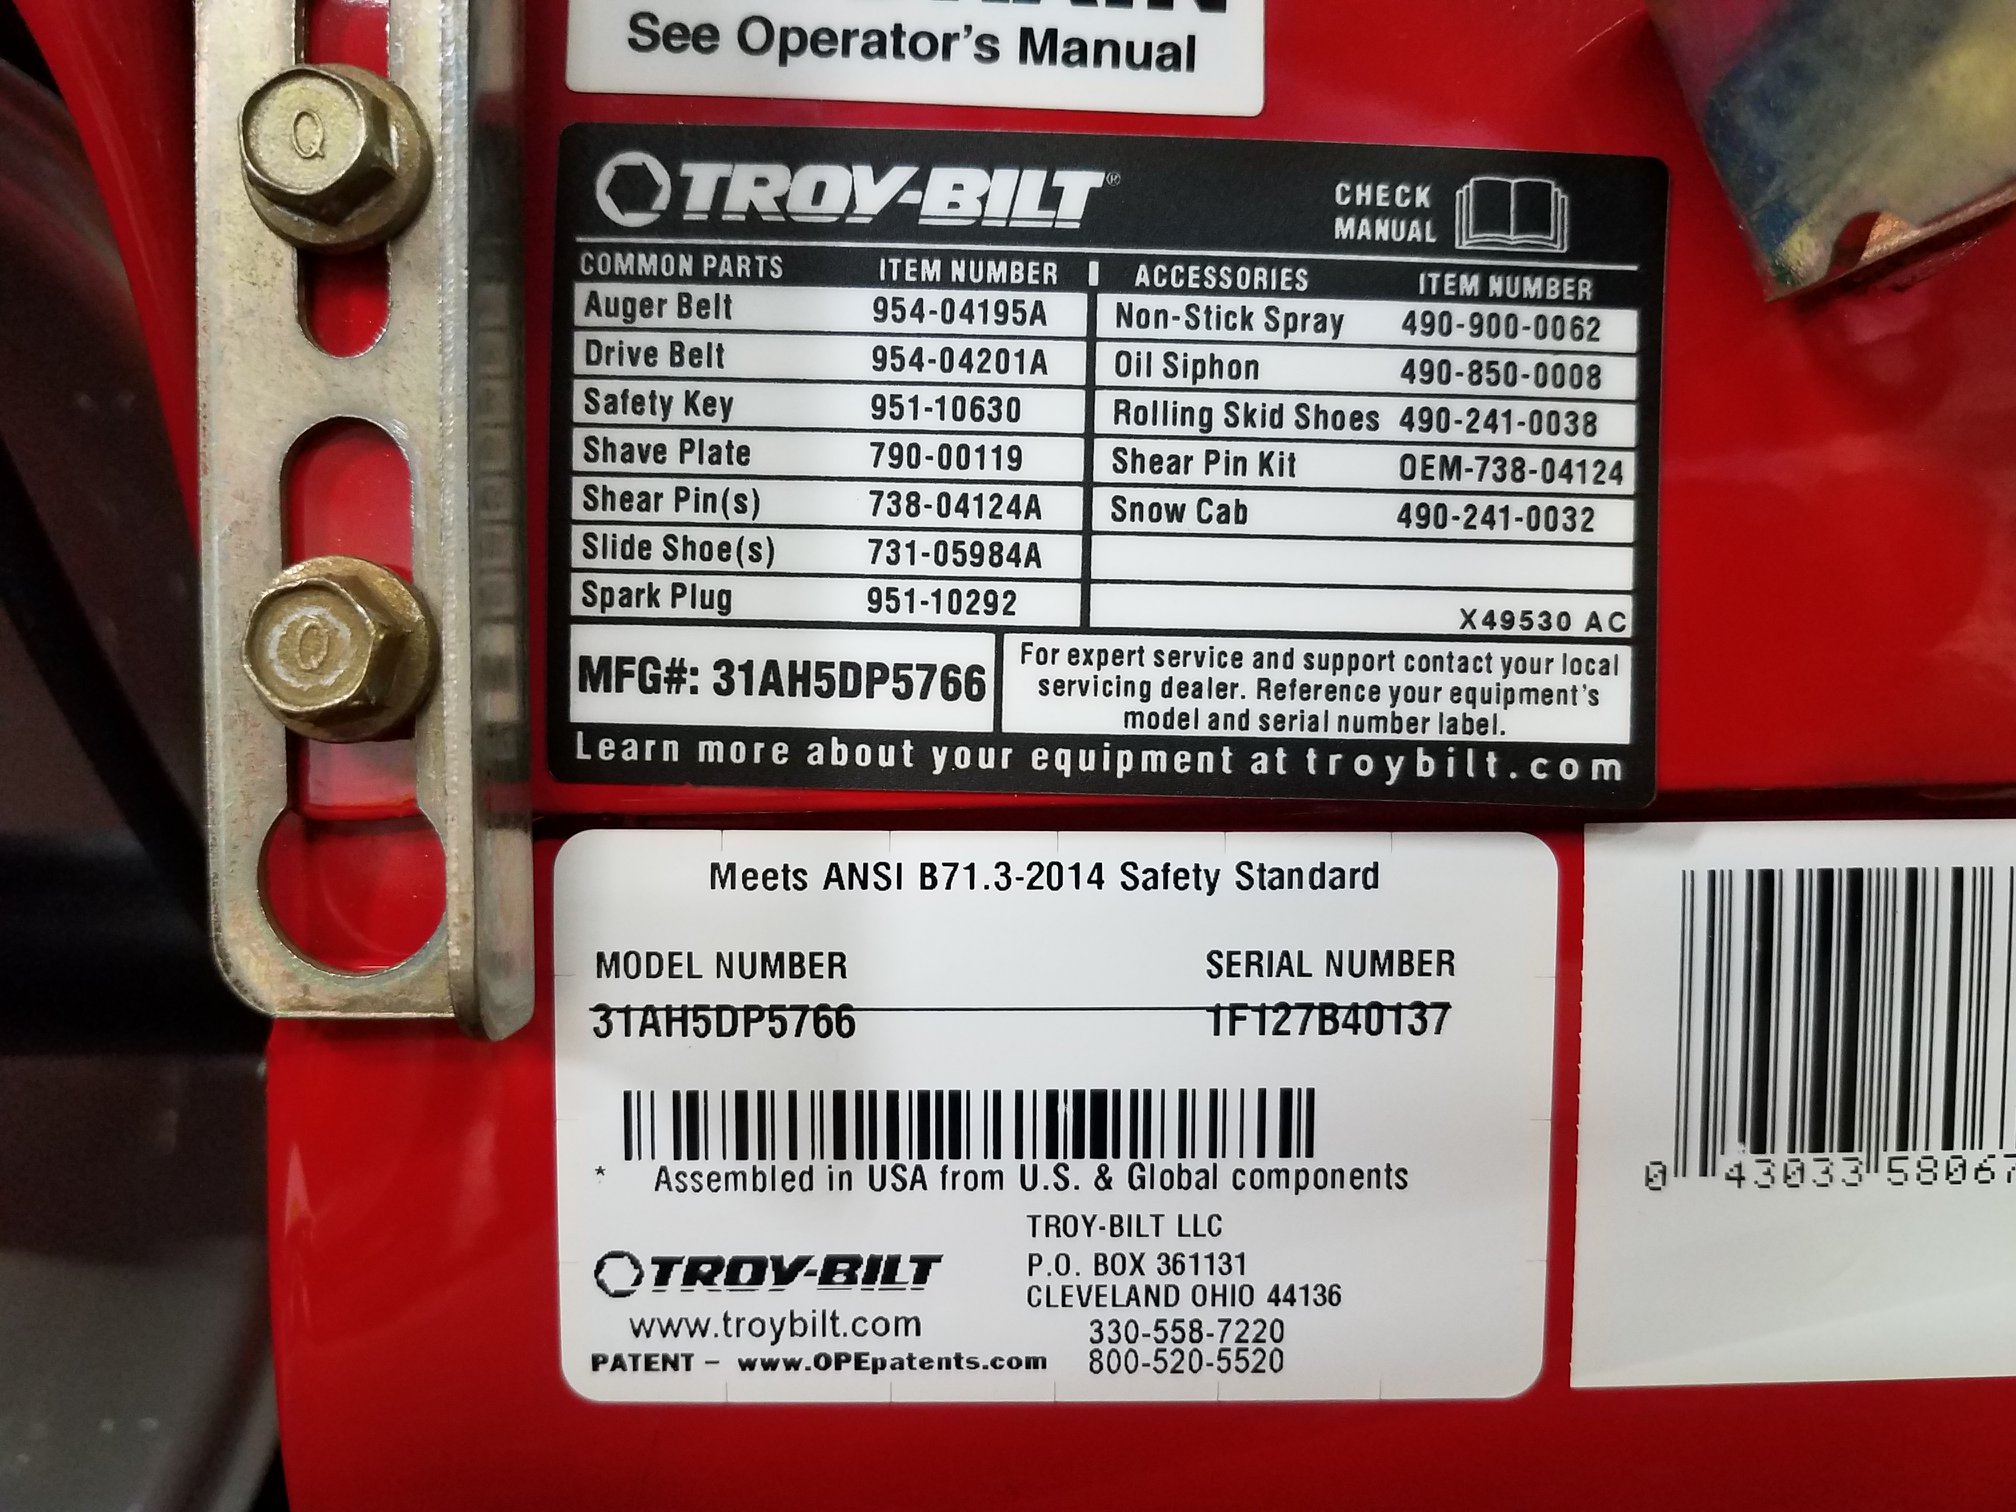 See Operator's Manual
TROY-BILT®
CHECK
MANUAL
COMMON PARTS ITEM NUMBER ACCESSORIES ITEM NUMBER
Auger Belt 954-04195A Non-Stick Spray 490-900-0062
Drive Belt 954-04201A Oil Siphon 490-850-0008
Safety Key 951-10630 Rolling Skid Shoes 490-241-0038
Shave Plate 790-00119 Shear Pin Kit OEM-738-04124
Shear Pin(s) 738-04124A Snow Cab 490-241-0032
Slide Shoe(s) 731-05984A
Spark Plug 951-10292 X49530 AC
MFG#: 31AH5DP5766
For expert service and support contact your local
servicing dealer. Reference your equipment's
model and serial number label.
Learn more about your equipment at troybilt.com
Meets ANSI B71.3-2014 Safety Standard
MODEL NUMBER SERIAL NUMBER
31AH5DP5766 1F127B40137
* Assembled in USA from U.S. & Global components
TROY-BILT LLC
P.O. BOX 361131
CLEVELAND OHIO 44136
330-558-7220
800-520-5520
TROY-BILT
www.troybilt.com
PATENT - www.OPEpatents.com
0 43033 58067
Q
Q